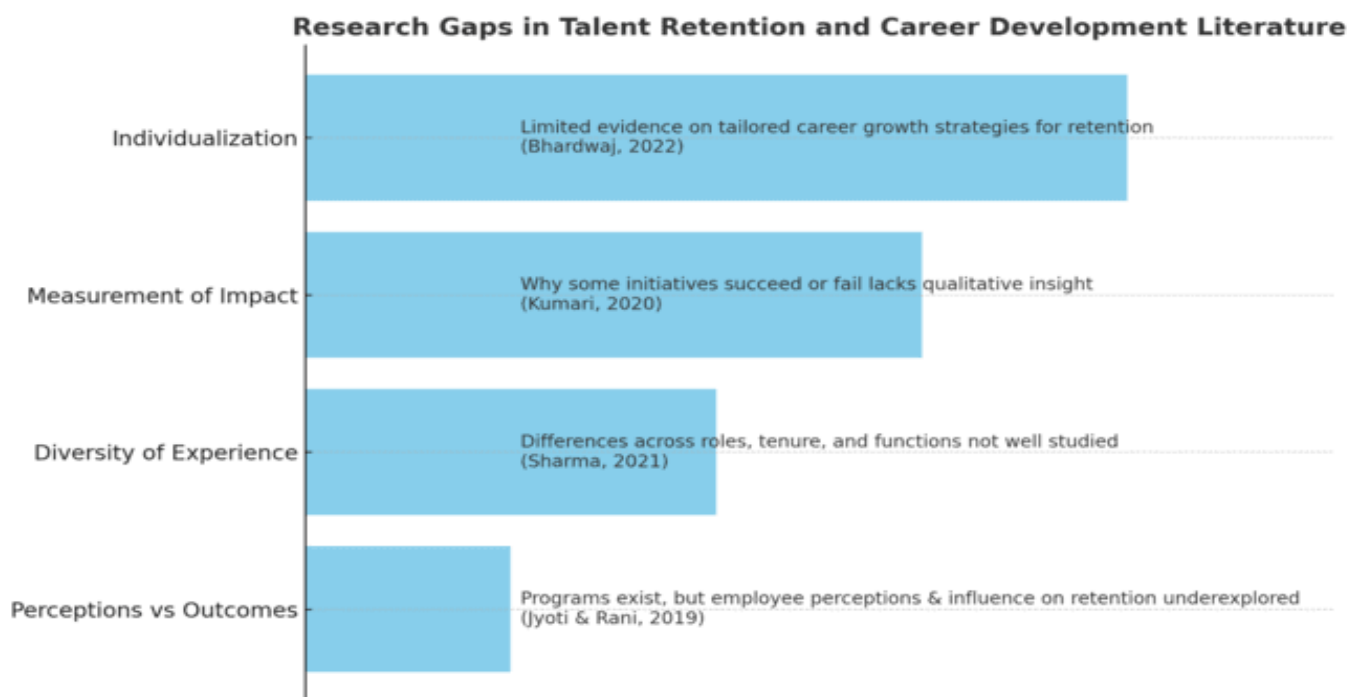 Research Gaps in Talent Retention and Career Development Literature
Individualization
Limited evidence on tailored career growth strategies for retention
(Bhardwaj, 2022)
Measurement of Impact
Why some initiatives succeed or fail lacks qualitative insight
(Kumari, 2020)
Diversity of Experience
Differences across roles, tenure, and functions not well studied
(Sharma, 2021)
Perceptions vs Outcomes
Programs exist, but employee perceptions & influence on retention underexplored
(Jyoti & Rani, 2019)